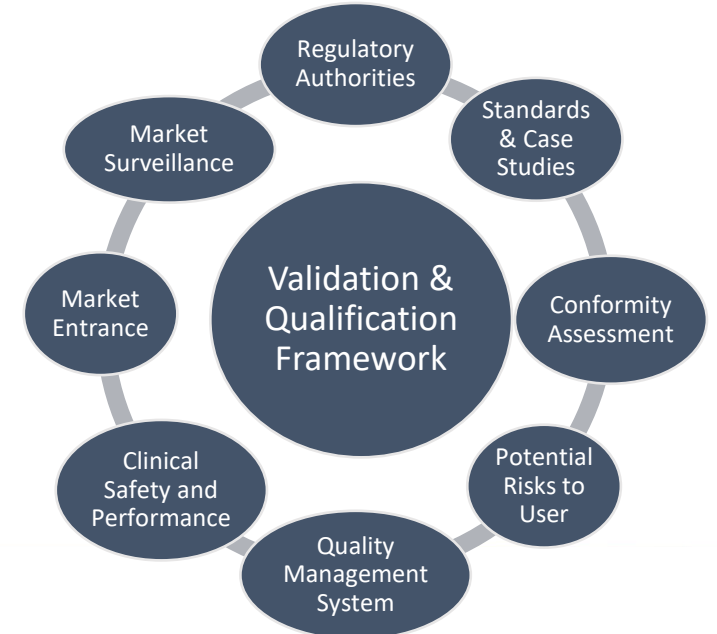 Regulatory
Authorities
Standards
& Case
Studies
Conformity
Assessment
Potential
Risks to
User
Quality
Management
System
Clinical
Safety and
Performance
Market
Entrance
Market
Surveillance
Validation &
Qualification
Framework